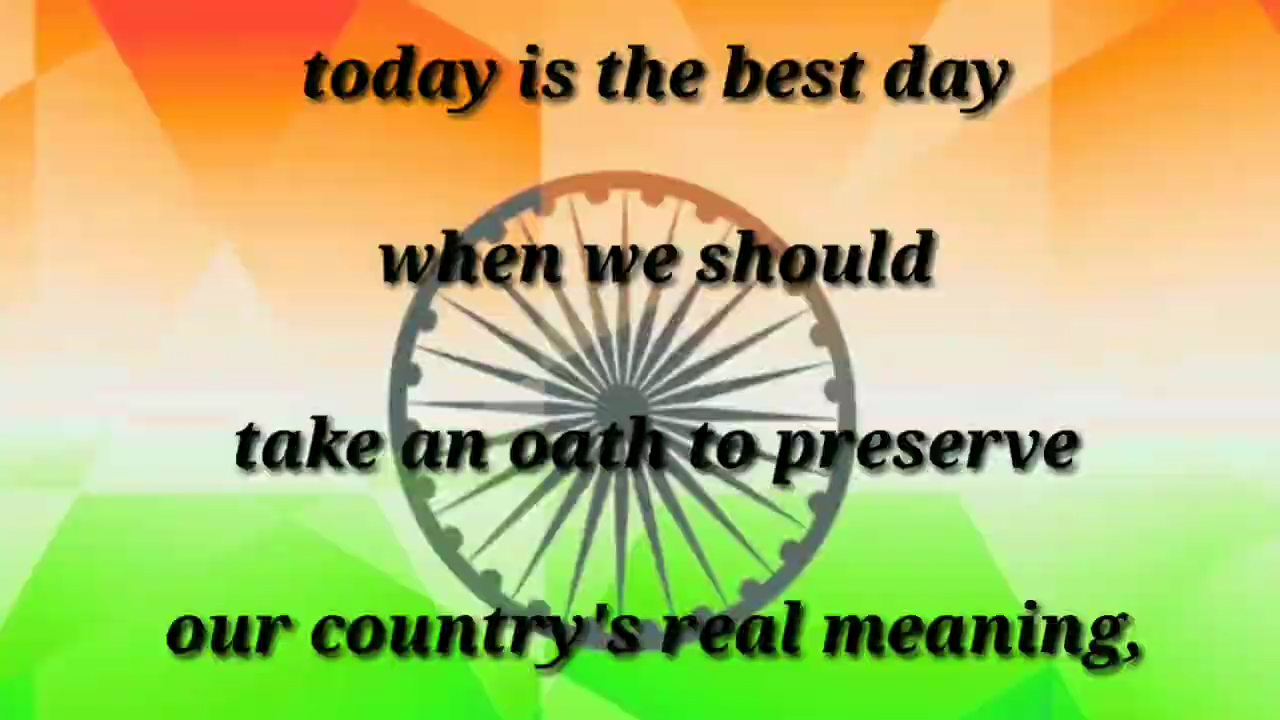 today is the best day
when we should
take an oath to preserve
our country's real meaning,